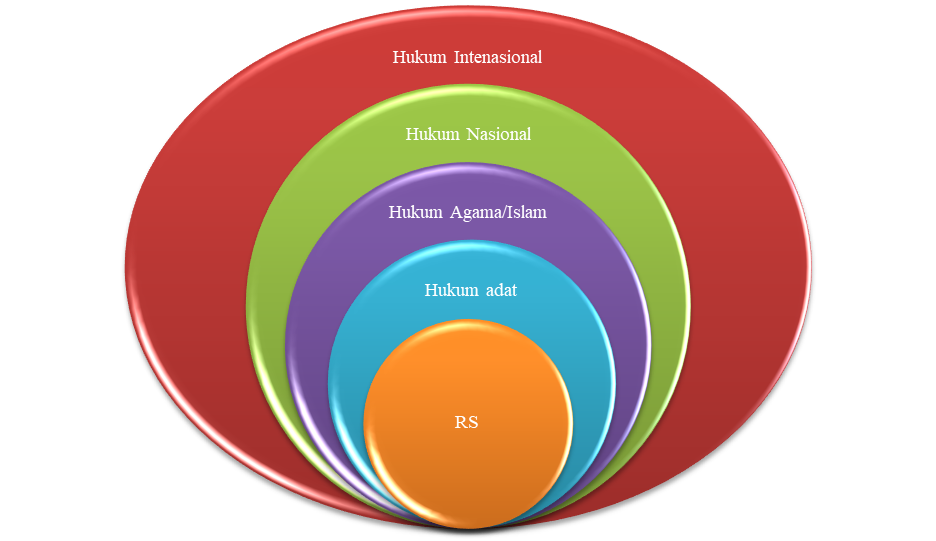 Hukum Intenasional
Hukum Nasional
Hukum Agama/Islam
Hukum adat
RS